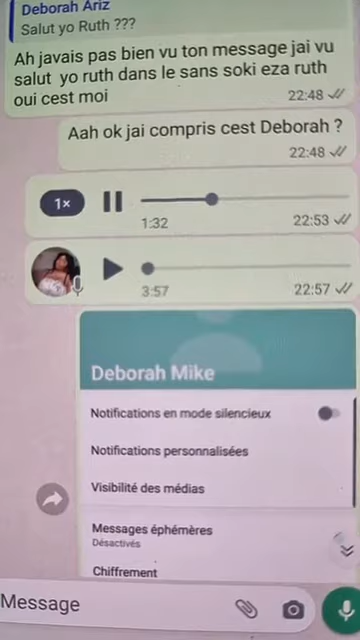 Deborah Ariz
Salut yo Ruth ???
Ah javais pas bien vu ton message jai vu
salut yo ruth dans le sans soki eza ruth
oui cest moi
22:48
Aah ok jai compris cest Deborah ?
22:48
1×
1:32
22:53
3:57
22:57
Deborah Mike
Notifications en mode silencieux
Notifications personnalisées
Visibilité des médias
Messages éphémères
Désactivés
Chiffrement
Message